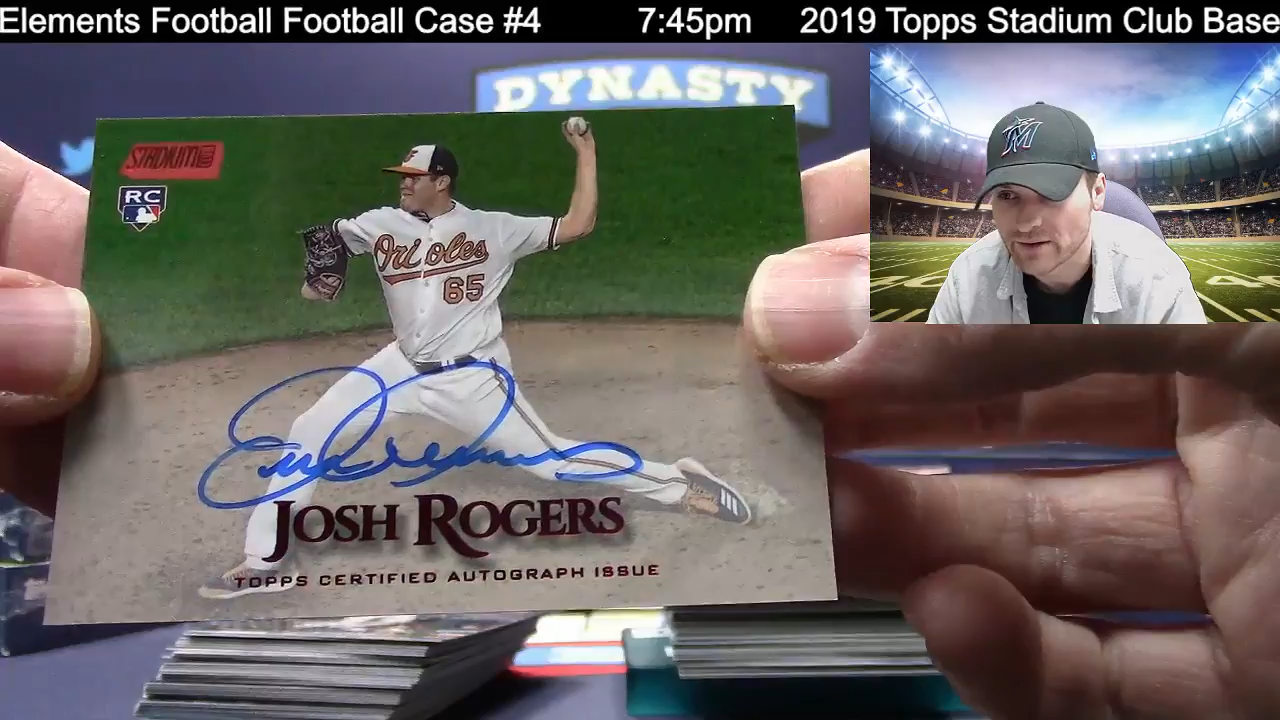 Elements Football Football Case #4 7:45pm 2019 Topps Stadium Club Base
DYNASTY
STADIUM
RC
M
Orioles
65
JOSH ROGERS
TOPPS CERTIFIED AUTOGRAPH ISSUE